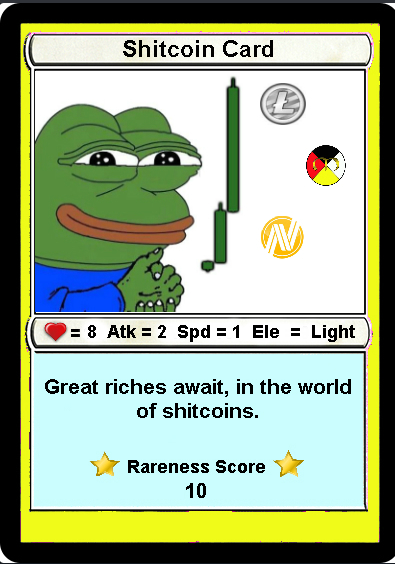 Shitcoin Card
= 8 Atk = 2 Spd = 1 Ele = Light
Great riches await, in the world
of shitcoins.
Rareness Score
10